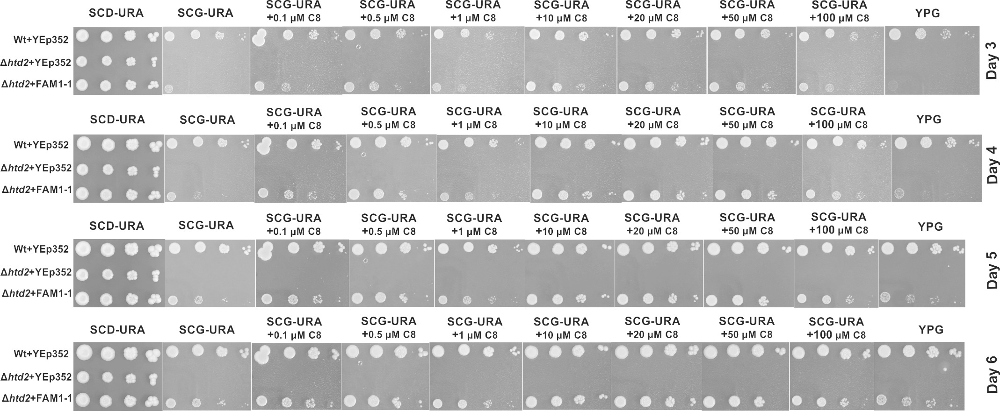 SCD-URA SCG-URA SCG-URA SCG-URA SCG-URA SCG-URA SCG-URA SCG-URA SCG-URA YPG
+0.1 µM C8 +0.5 µM C8 +1 µM C8 +10 µM C8 +20 µM C8 +50 µM C8 +100 µM C8
Wt+YEp352
Δhtd2+YEp352
Δhtd2+FAM1-1
Day 3
SCD-URA SCG-URA SCG-URA SCG-URA SCG-URA SCG-URA SCG-URA SCG-URA SCG-URA YPG
+0.1 µM C8 +0.5 µM C8 +1 µM C8 +10 µM C8 +20 µM C8 +50 µM C8 +100 µM C8
Wt+YEp352
Δhtd2+YEp352
Δhtd2+FAM1-1
Day 4
SCD-URA SCG-URA SCG-URA SCG-URA SCG-URA SCG-URA SCG-URA SCG-URA SCG-URA YPG
+0.1 µM C8 +0.5 µM C8 +1 µM C8 +10 µM C8 +20 µM C8 +50 µM C8 +100 µM C8
Wt+YEp352
Δhtd2+YEp352
Δhtd2+FAM1-1
Day 5
SCD-URA SCG-URA SCG-URA SCG-URA SCG-URA SCG-URA SCG-URA SCG-URA SCG-URA YPG
+0.1 µM C8 +0.5 µM C8 +1 µM C8 +10 µM C8 +20 µM C8 +50 µM C8 +100 µM C8
Wt+YEp352
Δhtd2+YEp352
Δhtd2+FAM1-1
Day 6